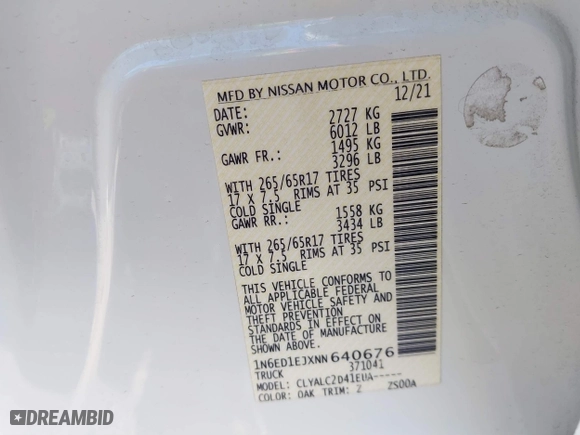 MFD BY NISSAN MOTOR CO., LTD.
DATE: 12/21
GVWR: 2727 KG
6012 LB
GAWR FR.: 1495 KG
3296 LB
WITH 265/65R17 TIRES
17 X 7.5 RIMS AT 35 PSI
COLD SINGLE
GAWR RR.: 1558 KG
3434 LB
WITH 265/65R17 TIRES
17 X 7.5 RIMS AT 35 PSI
COLD SINGLE
THIS VEHICLE CONFORMS TO
ALL APPLICABLE FEDERAL
MOTOR VEHICLE SAFETY AND
THEFT PREVENTION
STANDARDS IN EFFECT ON
THE DATE OF MANUFACTURE
SHOWN ABOVE.
1N6ED1EJXNN640676
TRUCK 371041
MODEL: CLYALC2D41EUA-----
COLOR: QAK TRIM: Z ZS00A
DREAMBID